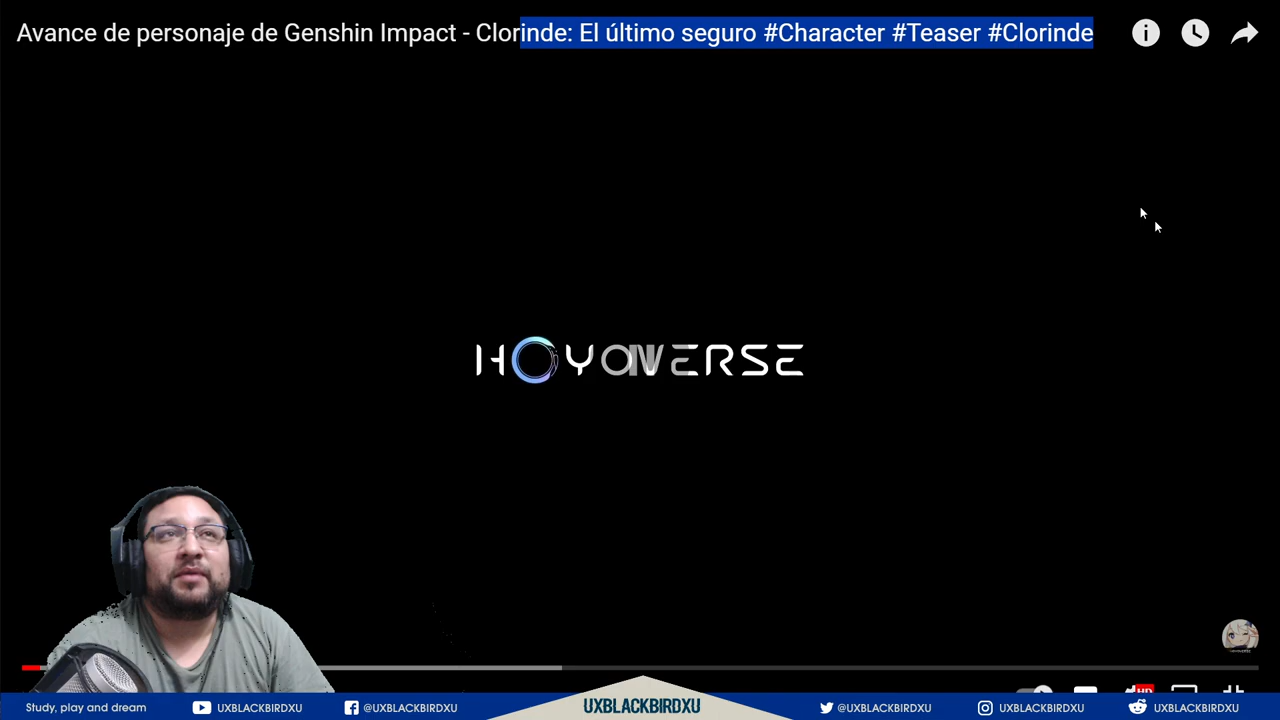 Avance de personaje de Genshin Impact - Clorinde: El último seguro #Character #Teaser #Clorinde
HOYOVERSE
HD
Study, play and dream
UXBLACKBIRDXU
@UXBLACKBIRDXU
UXBLACKBIRDXU
@UXBLACKBIRDXU
UXBLACKBIRDXU
UXBLACKBIRDXU